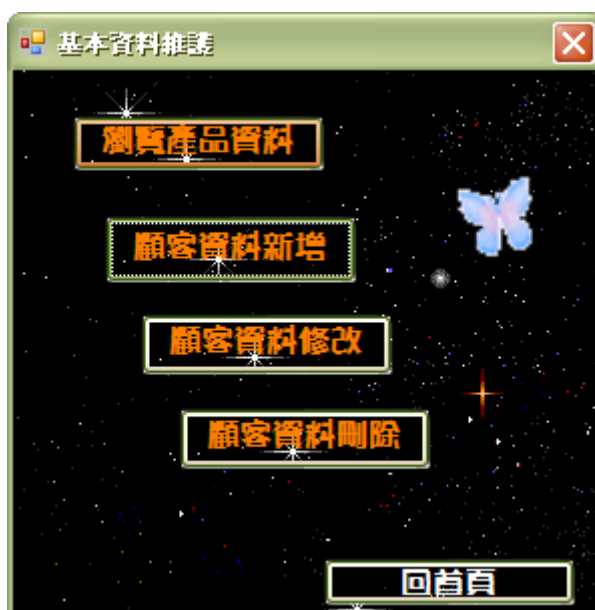 基本資料維護
瀏覽產品資料
顧客資料新增
顧客資料修改
顧客資料刪除
回首頁